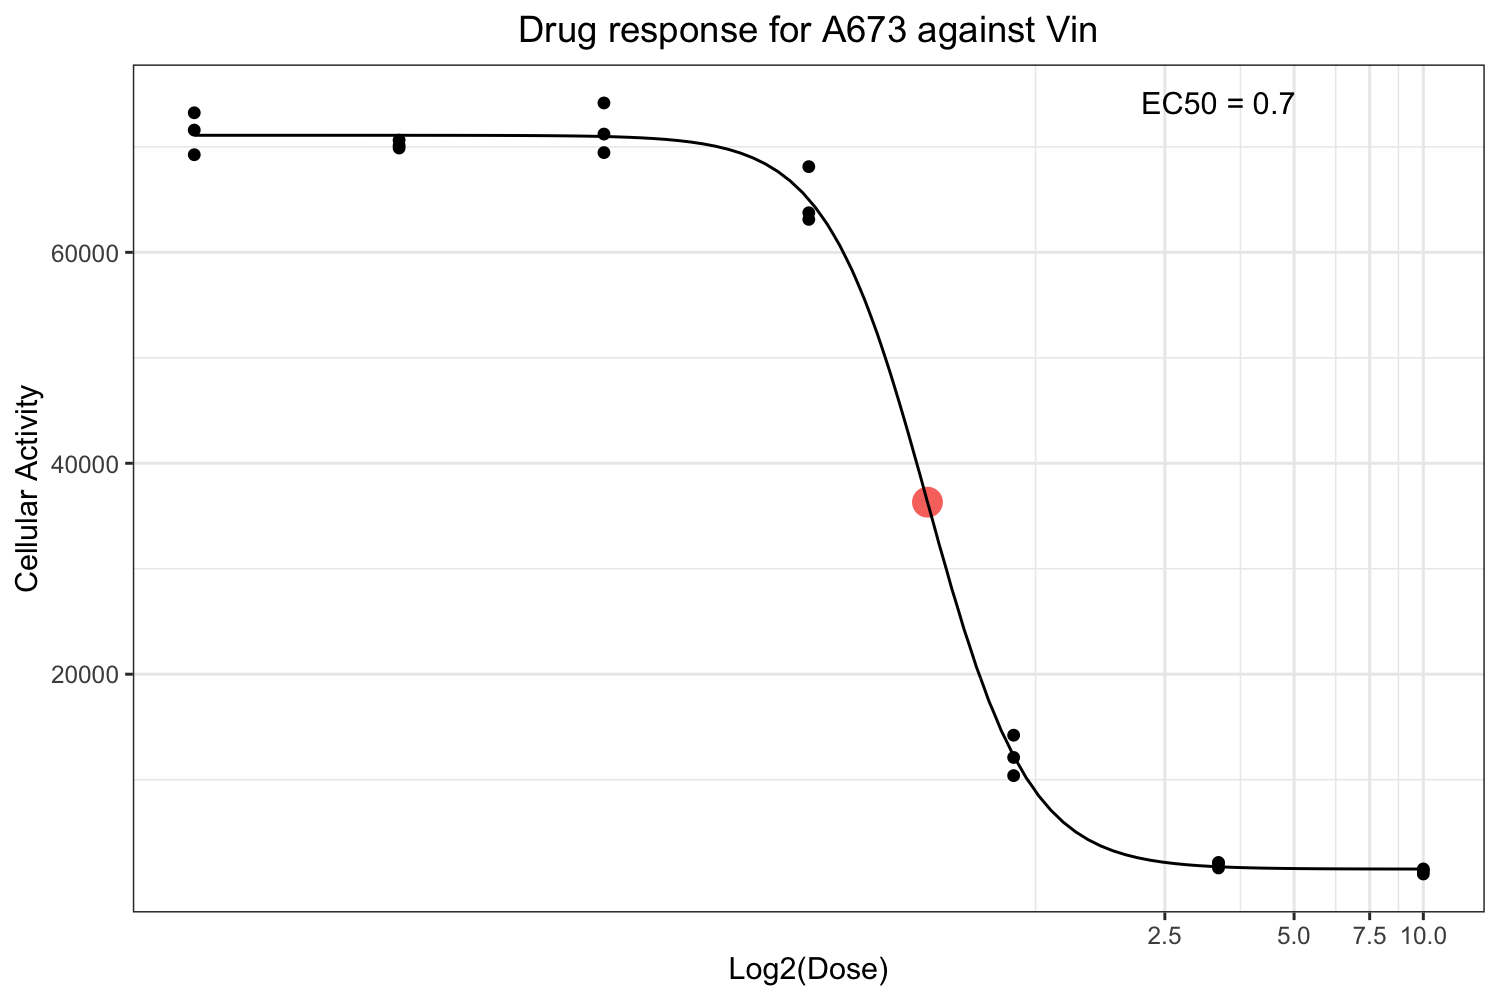 Drug response for A673 against Vin
EC50 = 0.7
60000
40000
20000
Cellular Activity
2.5 5.0 7.5 10.0
Log2(Dose)